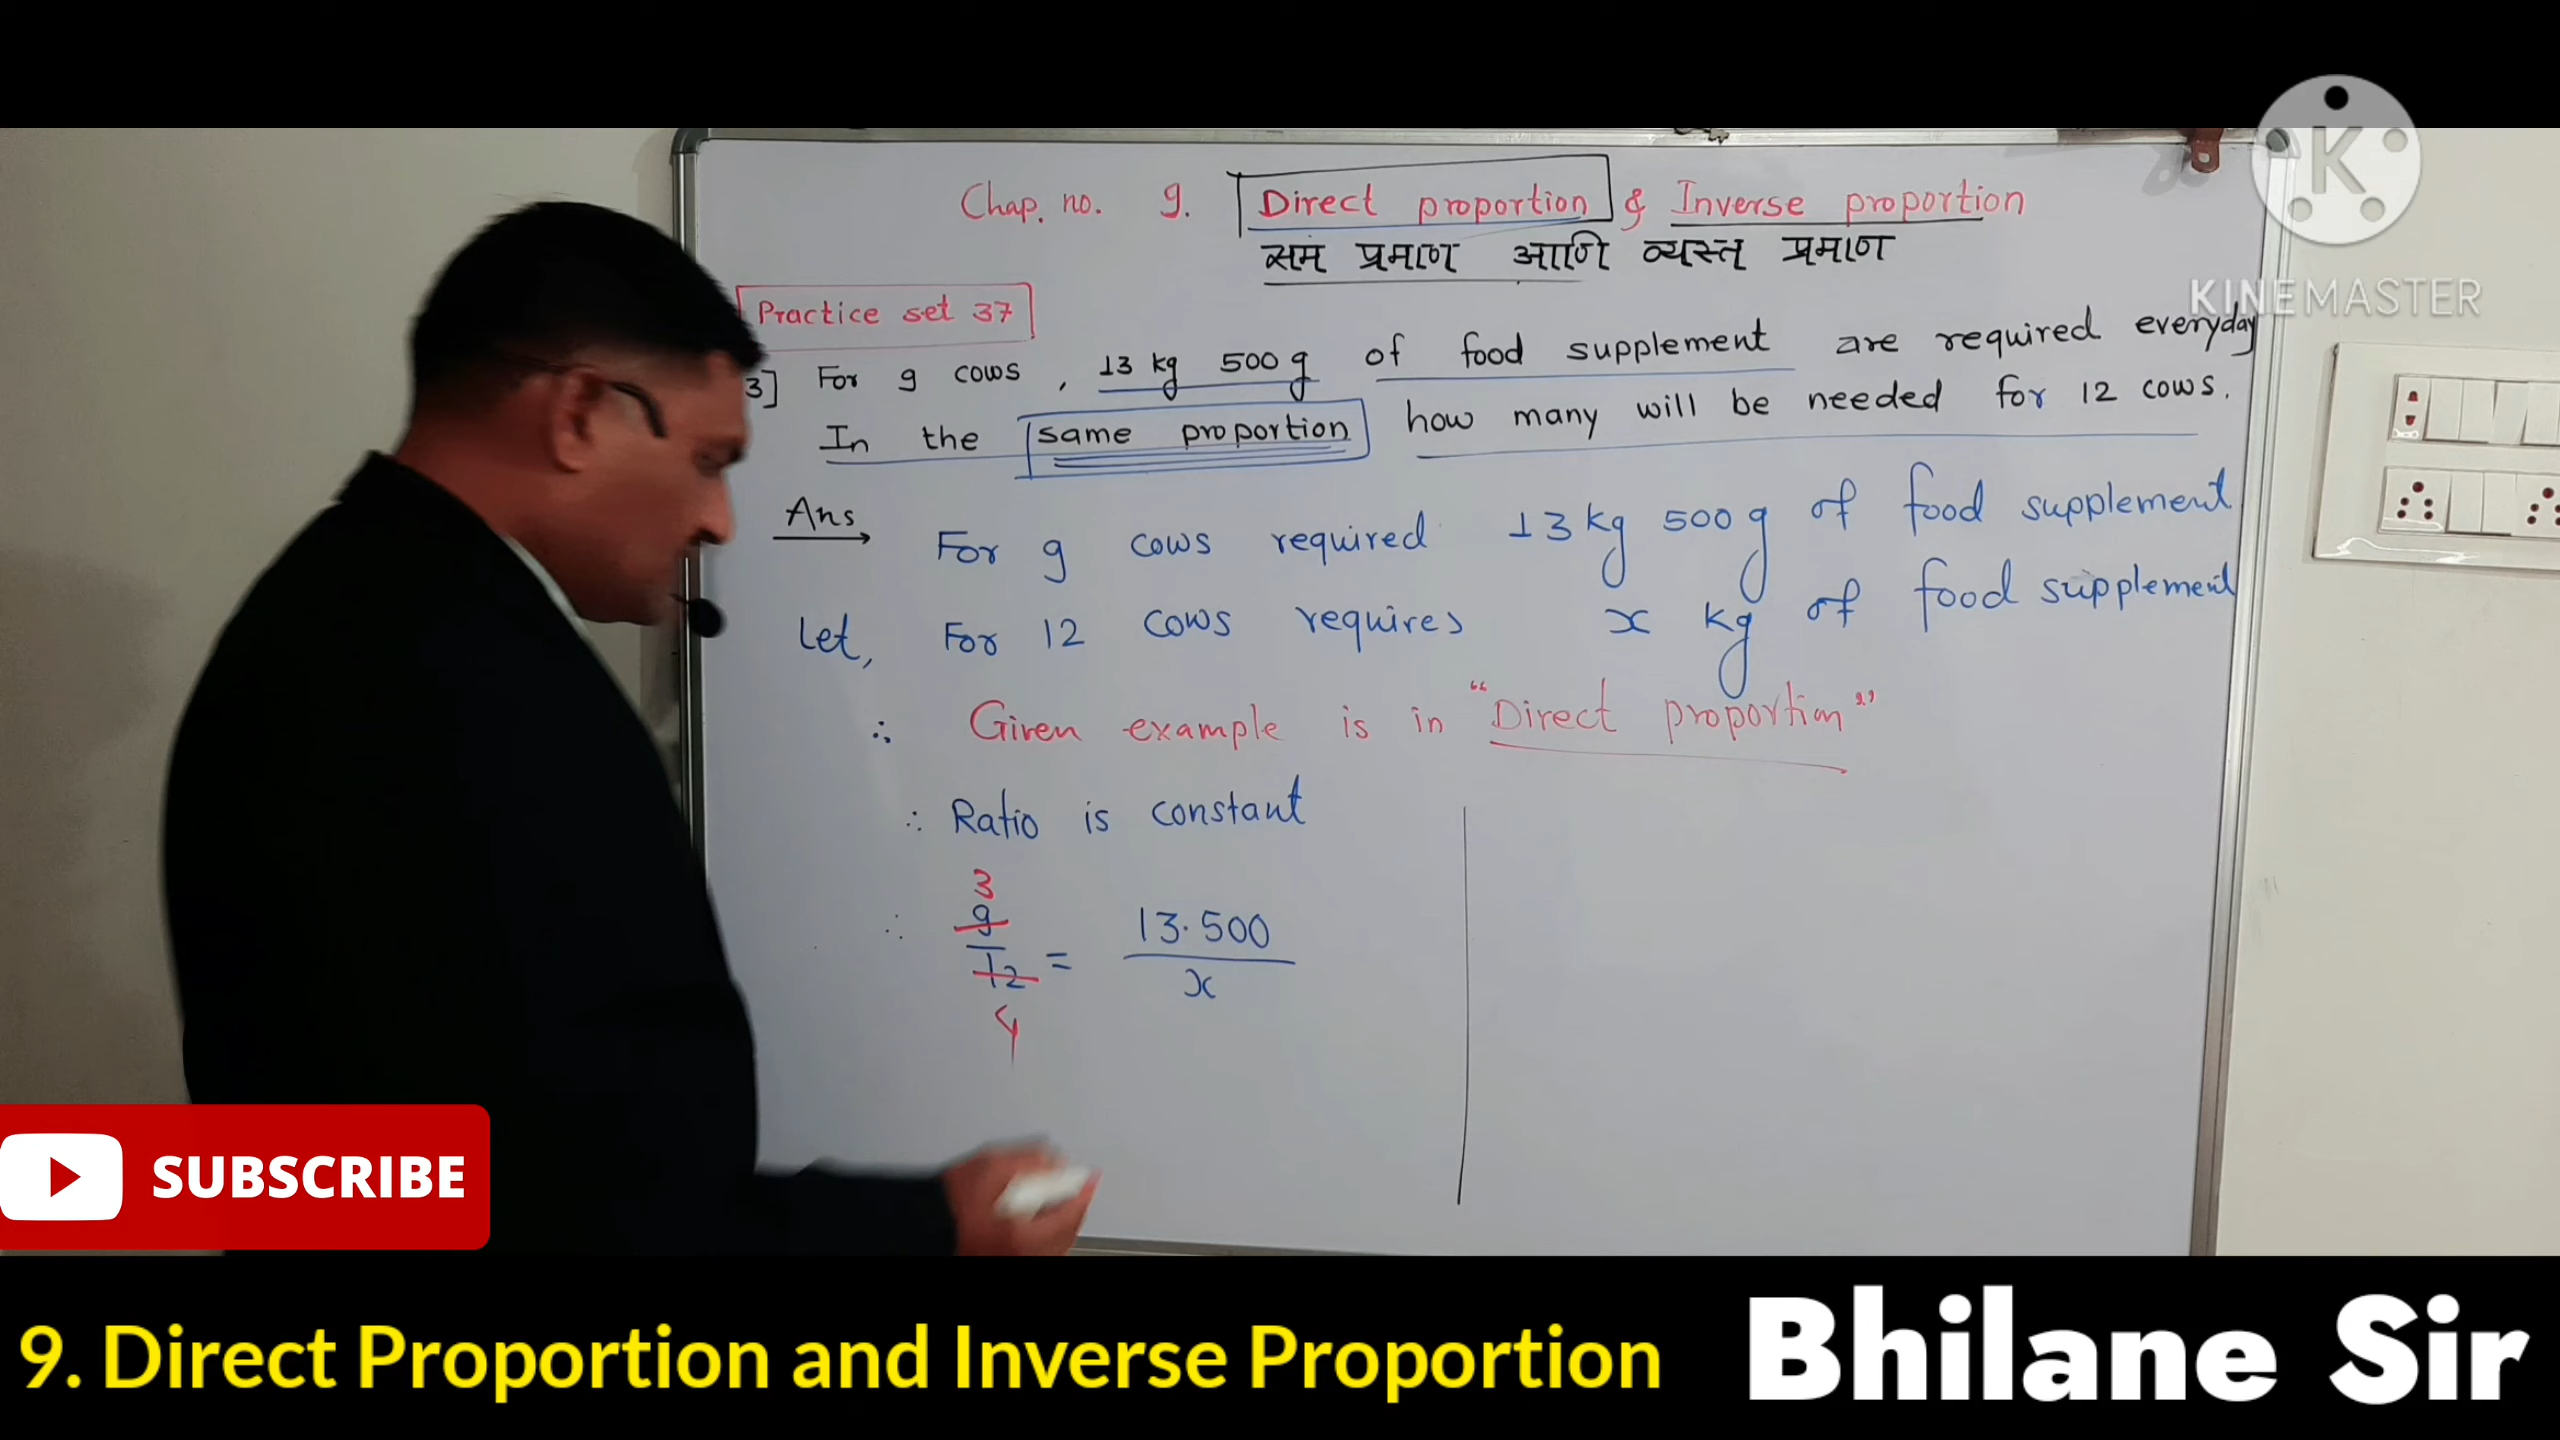 Chap. no. 9. Direct proportion & Inverse proportion
सम प्रमाण आणि व्यस्त प्रमाण
KINEMASTER
Practice set 37
3] For 9 cows, 13 kg 500 g of food supplement are required everyday
In the same proportion how many will be needed for 12 cows.
Ans → For 9 cows required 13 kg 500 g of food supplement
Let, For 12 cows requires x kg of food supplement
∴ Given example is in "Direct proportion"
∴ Ratio is constant
3
∴ 9/12 = 13.500/x
4
SUBSCRIBE
9. Direct Proportion and Inverse Proportion Bhilane Sir